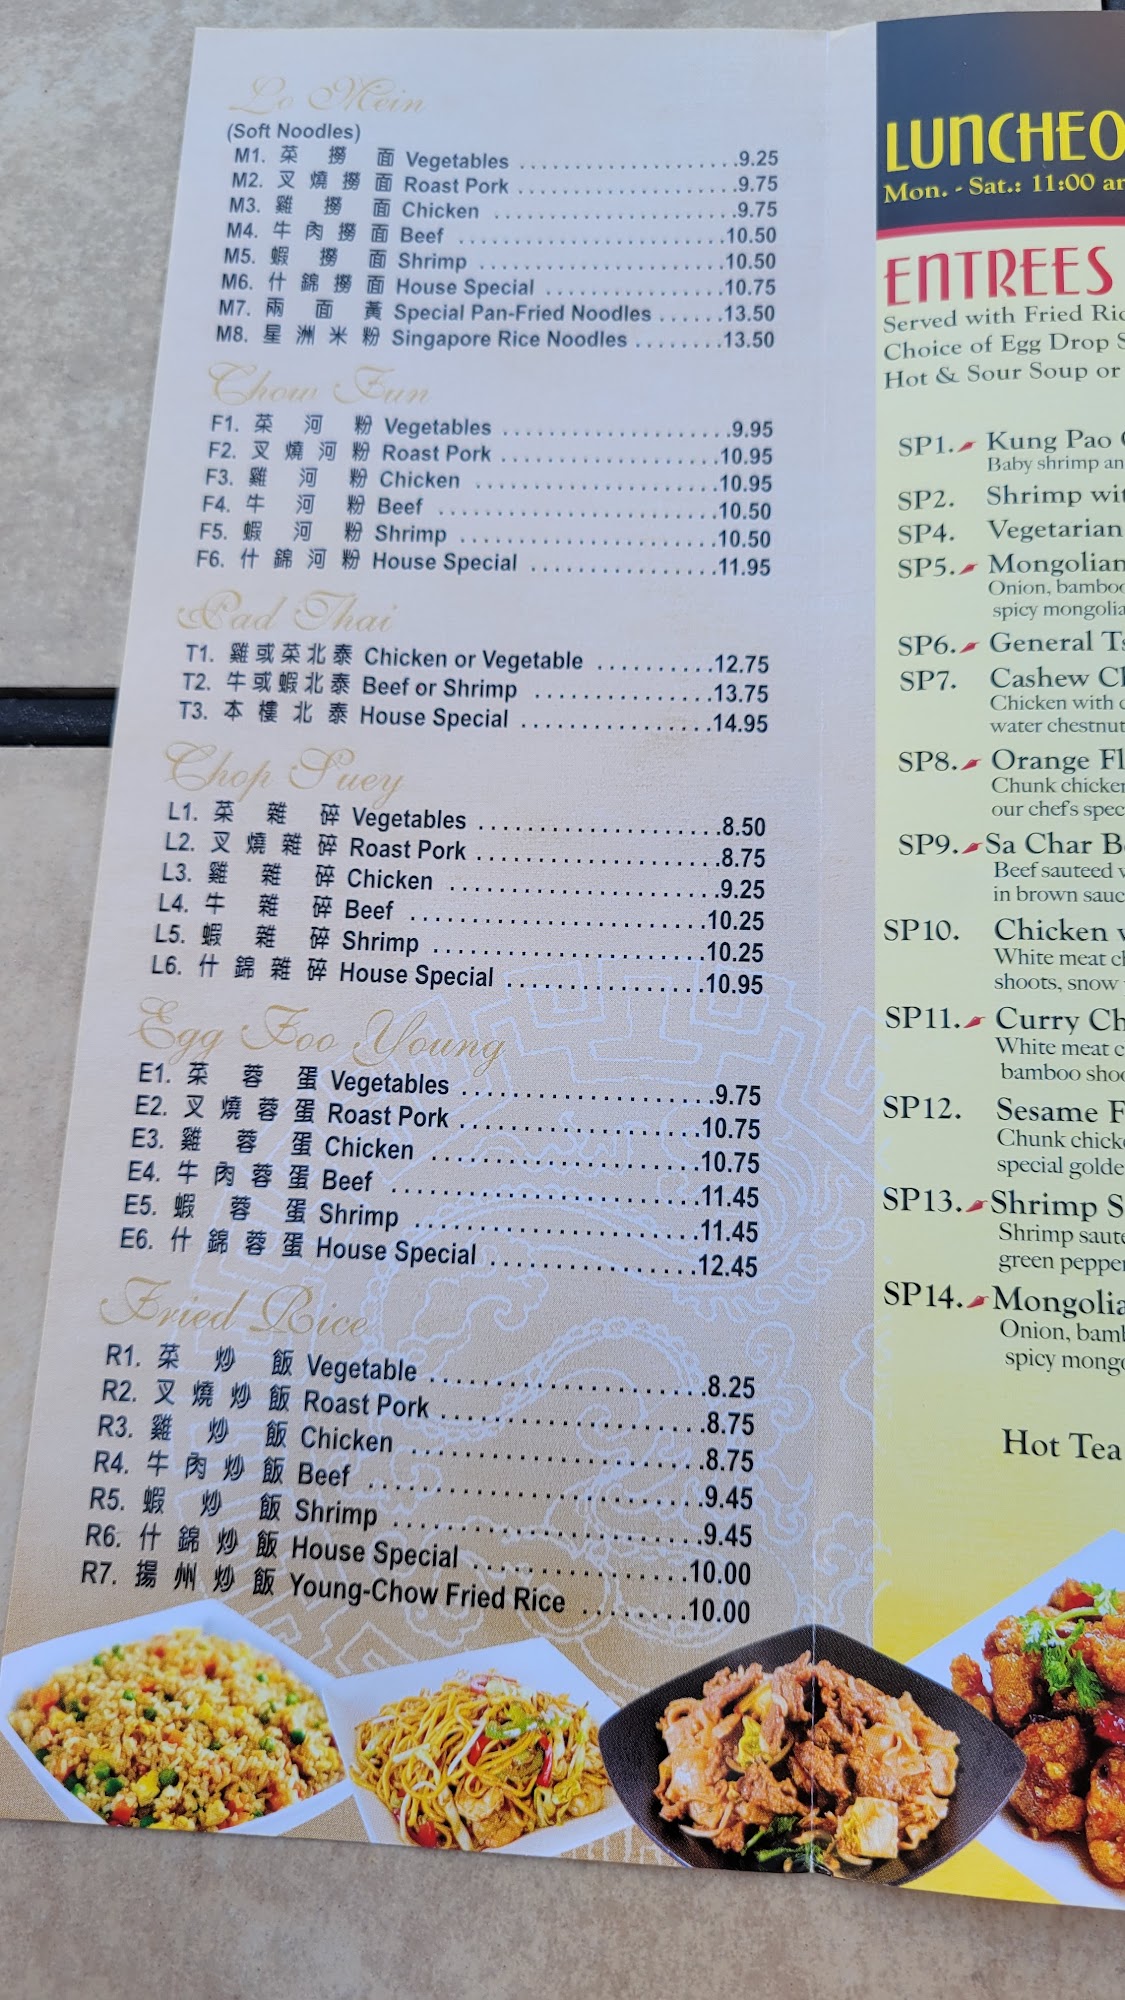 Lo Mein
(Soft Noodles)
M1. 菜 撈 面 Vegetables ......................9.25
M2. 叉 燒 撈 面 Roast Pork ......................9.75
M3. 雞 撈 面 Chicken ........................9.75
M4. 牛 肉 撈 面 Beef ..........................10.50
M5. 蝦 撈 面 Shrimp ........................10.50
M6. 什 錦 撈 面 House Special .................10.75
M7. 兩 面 黃 Special Pan-Fried Noodles ......13.50
M8. 星 洲 米 粉 Singapore Rice Noodles ........13.50
Chow Fun
F1. 菜 河 粉 Vegetables ......................9.95
F2. 叉 燒 河 粉 Roast Pork .....................10.95
F3. 雞 河 粉 Chicken .......................10.95
F4. 牛 河 粉 Beef ..........................10.50
F5. 蝦 河 粉 Shrimp ........................10.50
F6. 什 錦 河 粉 House Special .................11.95
Pad Thai
T1. 雞或菜北泰 Chicken or Vegetable ..........12.75
T2. 牛或蝦北泰 Beef or Shrimp ...............13.75
T3. 本 樓 北 泰 House Special ................14.95
Chop Suey
L1. 菜 雜 碎 Vegetables .....................8.50
L2. 叉 燒 雜 碎 Roast Pork .....................8.75
L3. 雞 雜 碎 Chicken .......................9.25
L4. 牛 雜 碎 Beef .........................10.25
L5. 蝦 雜 碎 Shrimp .......................10.25
L6. 什 錦 雜 碎 House Special ................10.95
Egg Foo Young
E1. 菜 蓉 蛋 Vegetables .....................9.75
E2. 叉 燒 蓉 蛋 Roast Pork ....................10.75
E3. 雞 蓉 蛋 Chicken ......................10.75
E4. 牛 肉 蓉 蛋 Beef .........................11.45
E5. 蝦 蓉 蛋 Shrimp .......................11.45
E6. 什 錦 蓉 蛋 House Special .................12.45
Fried Rice
R1. 菜 炒 飯 Vegetable .....................8.25
R2. 叉 燒 炒 飯 Roast Pork ....................8.75
R3. 雞 炒 飯 Chicken ......................8.75
R4. 牛 肉 炒 飯 Beef .........................9.45
R5. 蝦 炒 飯 Shrimp .......................9.45
R6. 什 錦 炒 飯 House Special ................10.00
R7. 揚 州 炒 飯 Young-Chow Fried Rice ........10.00
LUNCHEO
Mon. - Sat.: 11:00
ENTREES
Served with Fried
Choice of Egg Drop
Hot & Sour Soup or
SP1. Kung Pao
Baby shrimp
SP2. Shrimp
SP4. Vegetarian
SP5. Mongolian
Onion,
spicy
SP6. General
SP7. Cashew
Chicken with
water
SP8. Orange
Chunk
our chef's
SP9. Sa Char
Beef sauteed
in brown
SP10. Chicken
White meat
shoots, snow
SP11. Curry
White meat
bamboo
SP12. Sesame
Chunk
special
SP13. Shrimp
Shrimp
green
SP14.
Onion,
spicy
Hot Tea